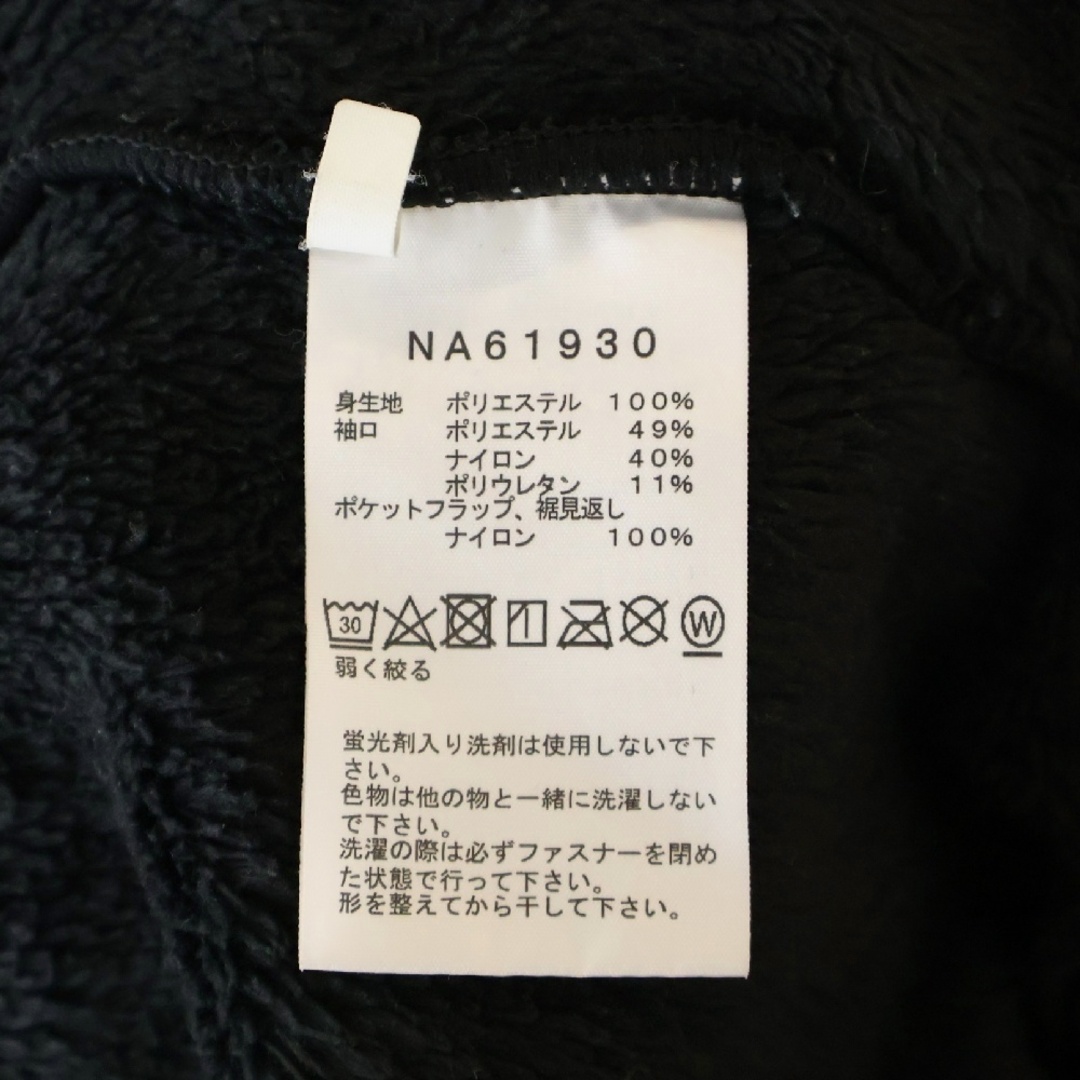 NA61930
身生地 ポリエステル 100%
袖口 ポリエステル 49%
ナイロン 40%
ポリウレタン 11%
ポケットフラップ、裾見返し
ナイロン 100%
30 W
弱く絞る
蛍光剤入り洗剤は使用しないで下
さい。
色物は他の物と一緒に洗濯しない
で下さい。
洗濯の際は必ずファスナーを閉め
た状態で行って下さい。
形を整えてから干して下さい。